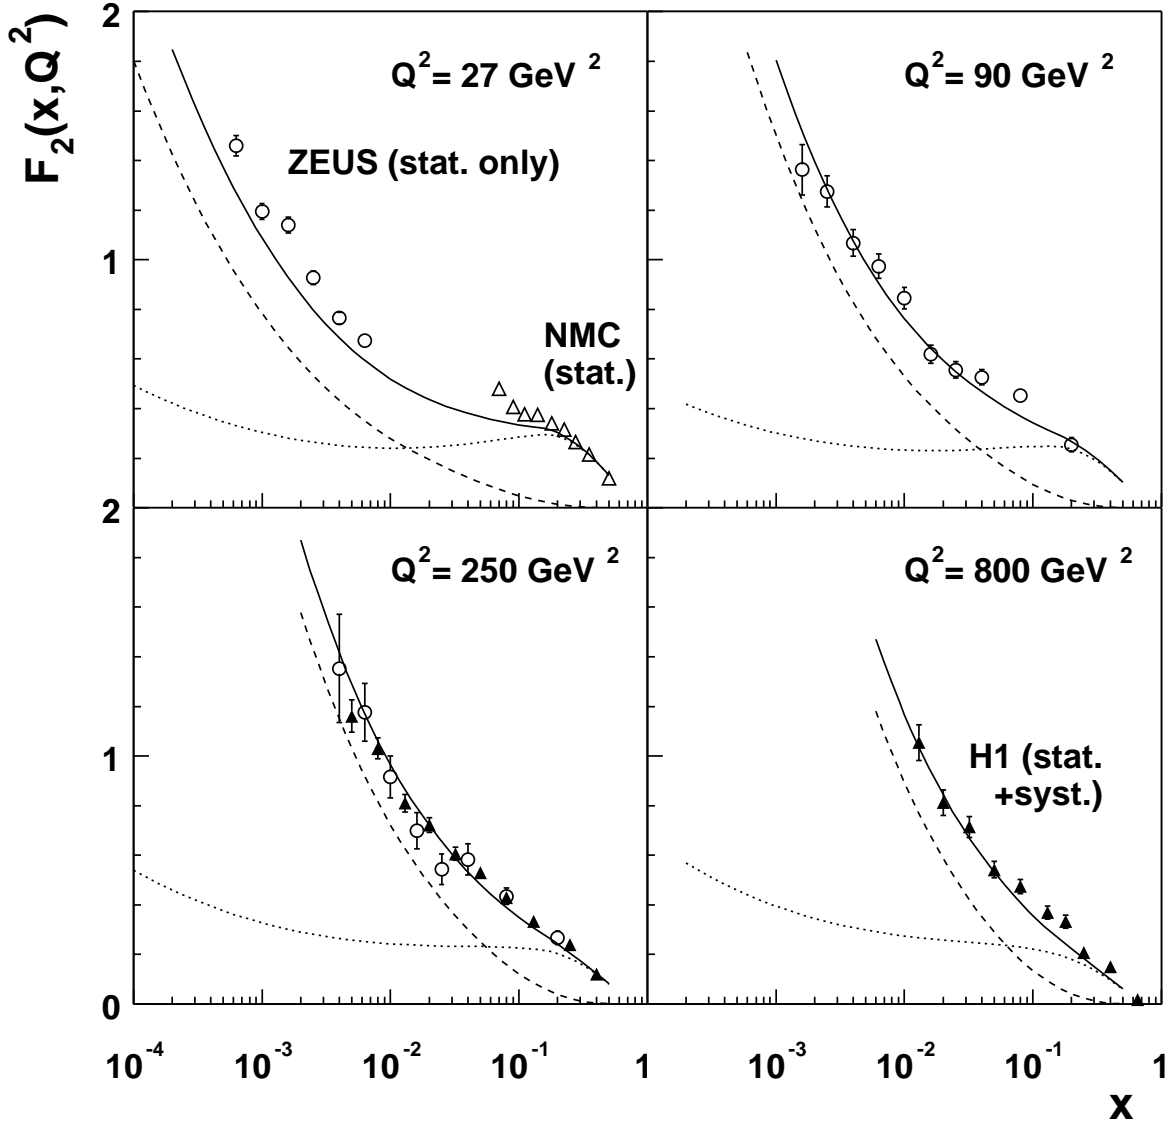 F₂(x,Q²)
2
Q²= 27 GeV ²
Q²= 90 GeV ²
ZEUS (stat. only)
1
NMC
(stat.)
2
Q²= 250 GeV ²
Q²= 800 GeV ²
1
H1 (stat.
+syst.)
0
10⁻⁴ 10⁻³ 10⁻² 10⁻¹ 1 10⁻³ 10⁻² 10⁻¹ 1
x